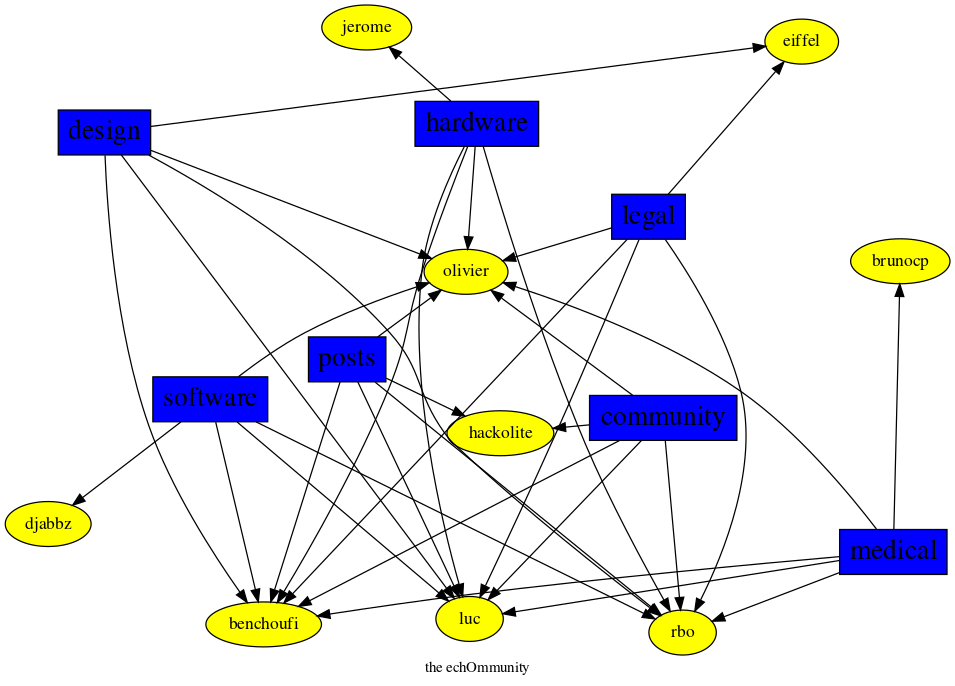 jerome
eiffel
design
hardware
legal
olivier
brunocp
posts
software
community
hackolite
djabbz
medical
benchoufi
luc
rbo
the echOmmunity